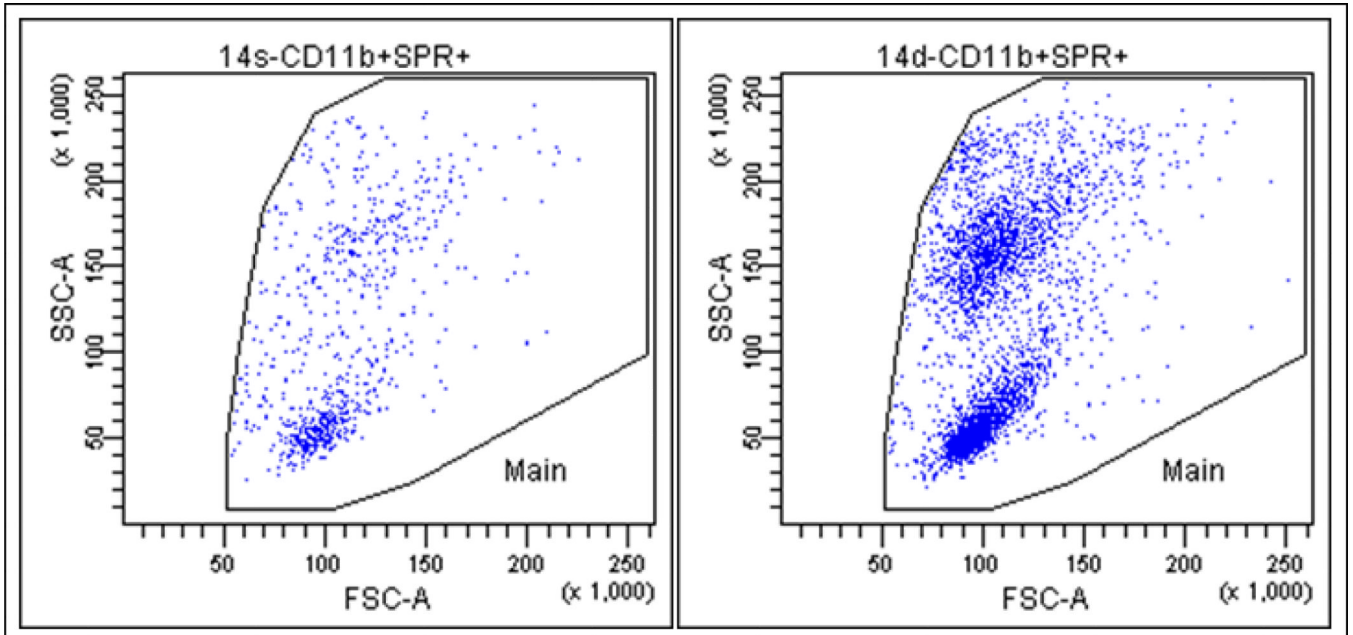 14s-CD11b+SPR+
(x 1,000)
250
200
150
100
50
SSC-A
Main
50 100 150 200 250
FSC-A
(x 1,000)
14d-CD11b+SPR+
(x 1,000)
250
200
150
100
50
SSC-A
Main
50 100 150 200 250
FSC-A
(x 1,000)